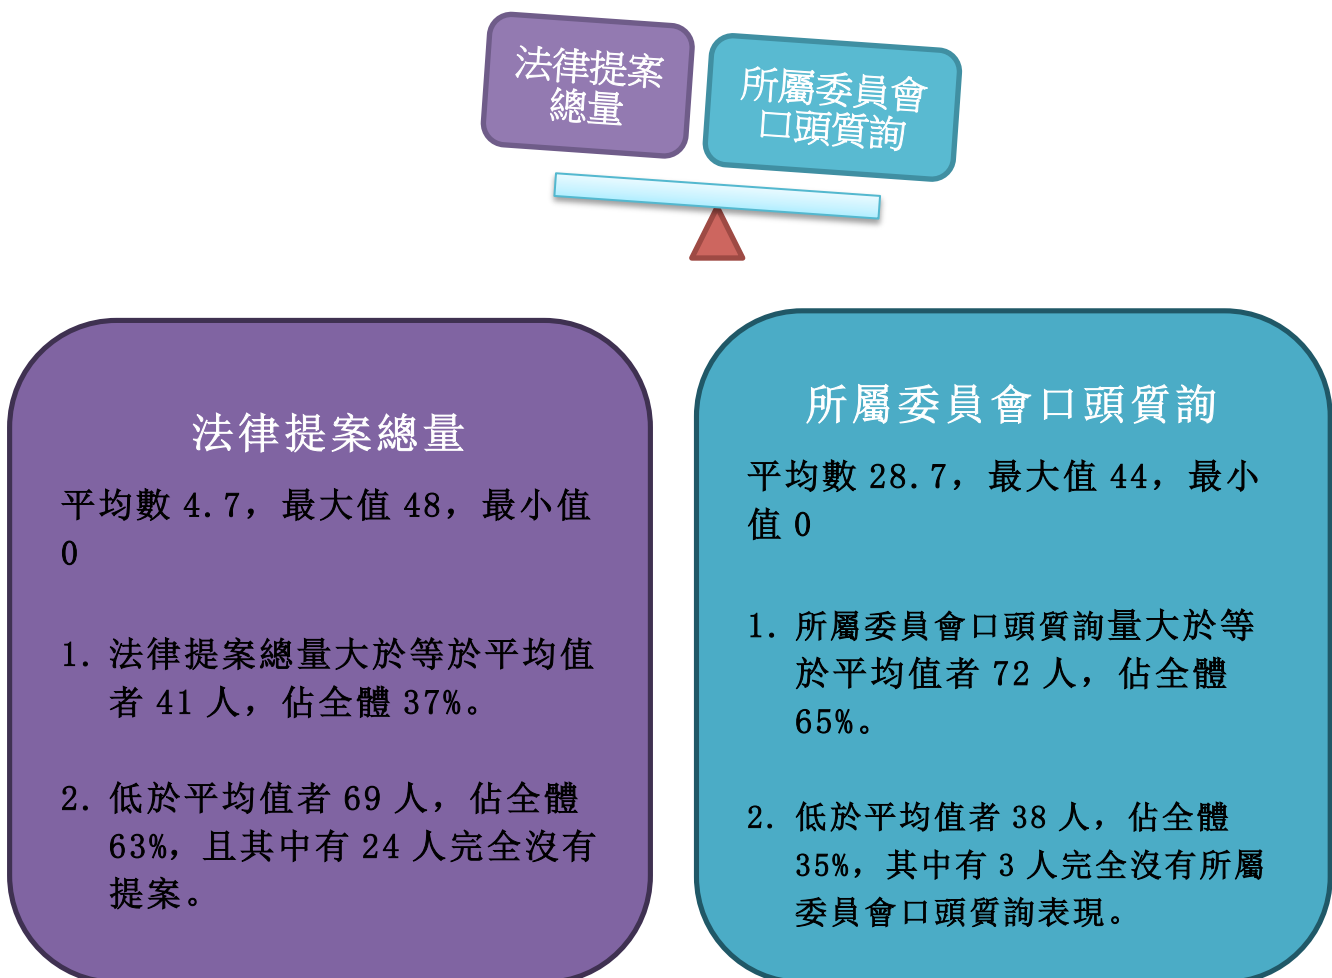 法律提案
總量
所屬委員會
口頭質詢
法律提案總量
平均數 4.7，最大值 48，最小值
0
1. 法律提案總量大於等於平均值
者 41 人，佔全體 37%。
2. 低於平均值者 69 人，佔全體
63%，且其中有 24 人完全沒有
提案。
所屬委員會口頭質詢
平均數 28.7，最大值 44，最小
值 0
1. 所屬委員會口頭質詢量大於等
於平均值者 72 人，佔全體
65%。
2. 低於平均值者 38 人，佔全體
35%，其中有 3 人完全沒有所屬
委員會口頭質詢表現。